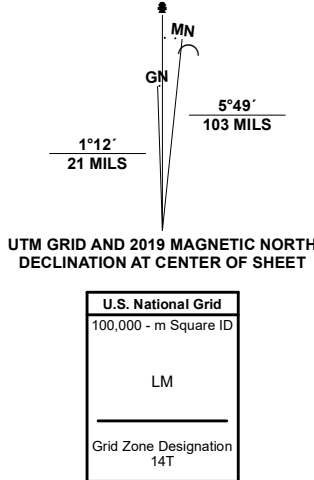 MN
GN
5°49´
103 MILS
1°12´
21 MILS
UTM GRID AND 2019 MAGNETIC NORTH
DECLINATION AT CENTER OF SHEET
U.S. National Grid
100,000 - m Square ID
LM
Grid Zone Designation
14T